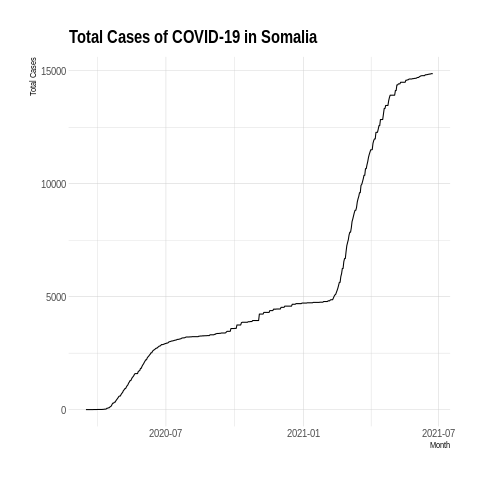 Total Cases of COVID-19 in Somalia
Total Cases
15000
10000
5000
0
2020-07
2021-01
2021-07
Month